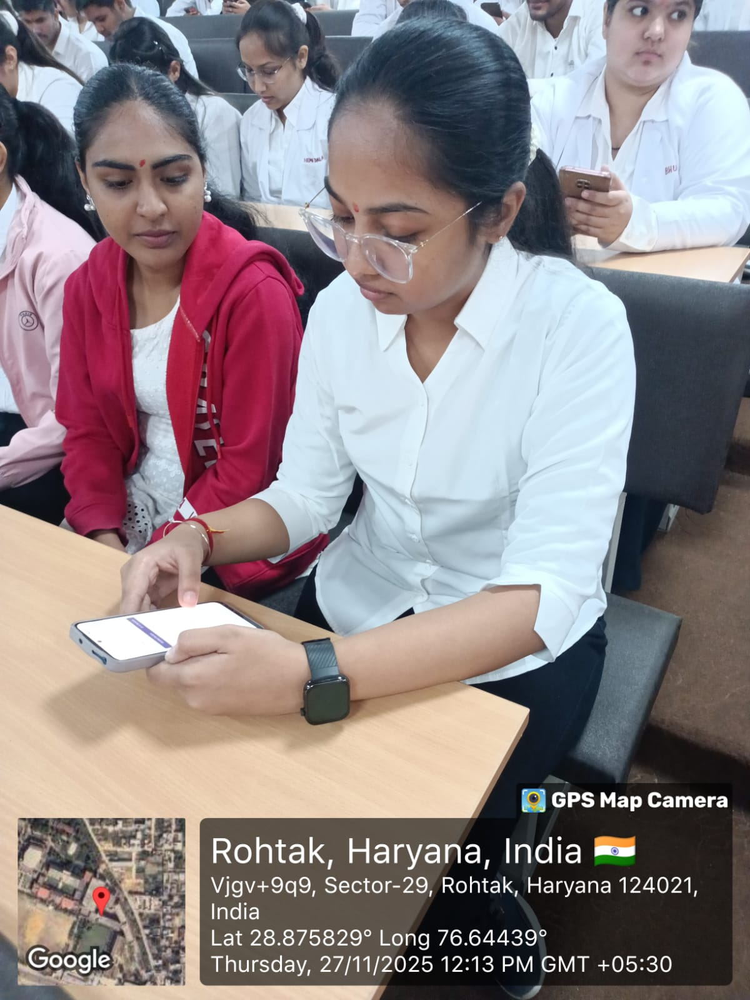 GPS Map Camera
Rohtak, Haryana, India
Vjgv+9q9, Sector-29, Rohtak, Haryana 124021,
India
Lat 28.875829° Long 76.64439°
Thursday, 27/11/2025 12:13 PM GMT +05:30
Google